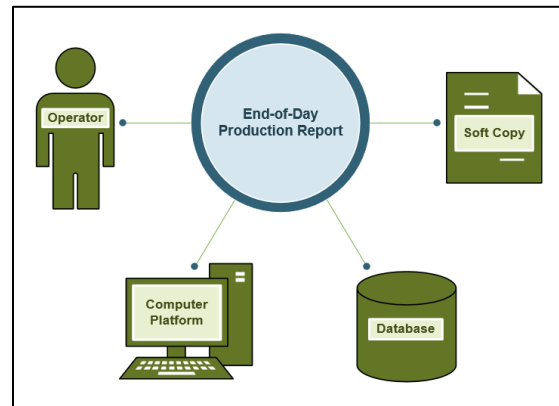 End-of-Day
Production Report
Operator
Soft Copy
Computer
Platform
Database